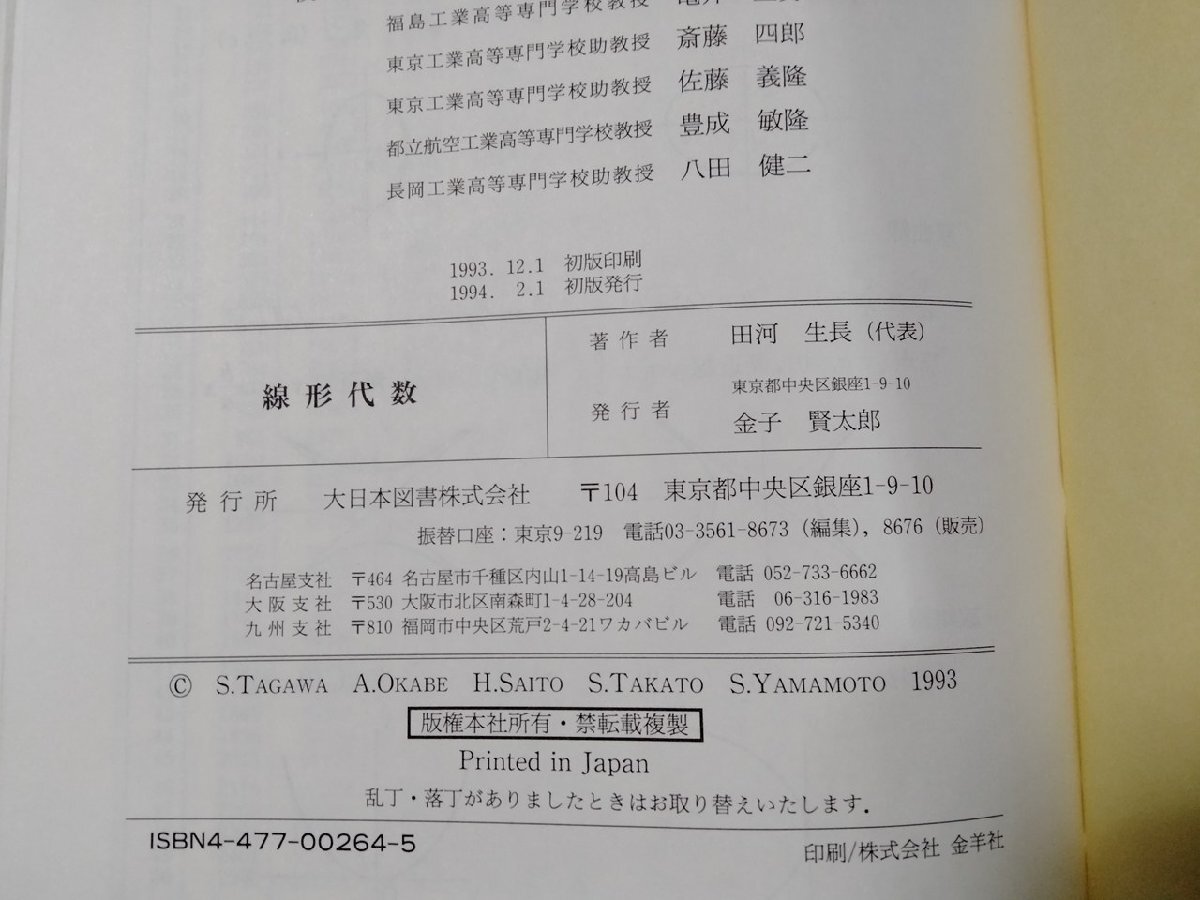 福島工業高等専門学校教授
東京工業高等専門学校助教授 斎藤 四郎
東京工業高等専門学校助教授 佐藤 義隆
都立航空工業高等専門学校教授 豊成 敏隆
長岡工業高等専門学校助教授 八田 健二
1993. 12.1 初版印刷
1994. 2.1 初版発行
線形代数
著作者 田河 生長（代表）
東京都中央区銀座1-9-10
発行者 金子 賢太郎
発行所 大日本図書株式会社 〒104 東京都中央区銀座1-9-10
振替口座：東京9-219 電話03-3561-8673（編集），8676（販売）
名古屋支社 〒464 名古屋市千種区内山1-14-19高島ビル 電話 052-733-6662
大阪支社 〒530 大阪市北区南森町1-4-28-204 電話 06-316-1983
九州支社 〒810 福岡市中央区荒戸2-4-21ワカバビル 電話 092-721-5340
© S.TAGAWA A.OKABE H.SAITO S.TAKATO S.YAMAMOTO 1993
版権本社所有・禁転載複製
Printed in Japan
乱丁・落丁がありましたときはお取り替えいたします．
ISBN4-477-00264-5
印刷/株式会社 金羊社